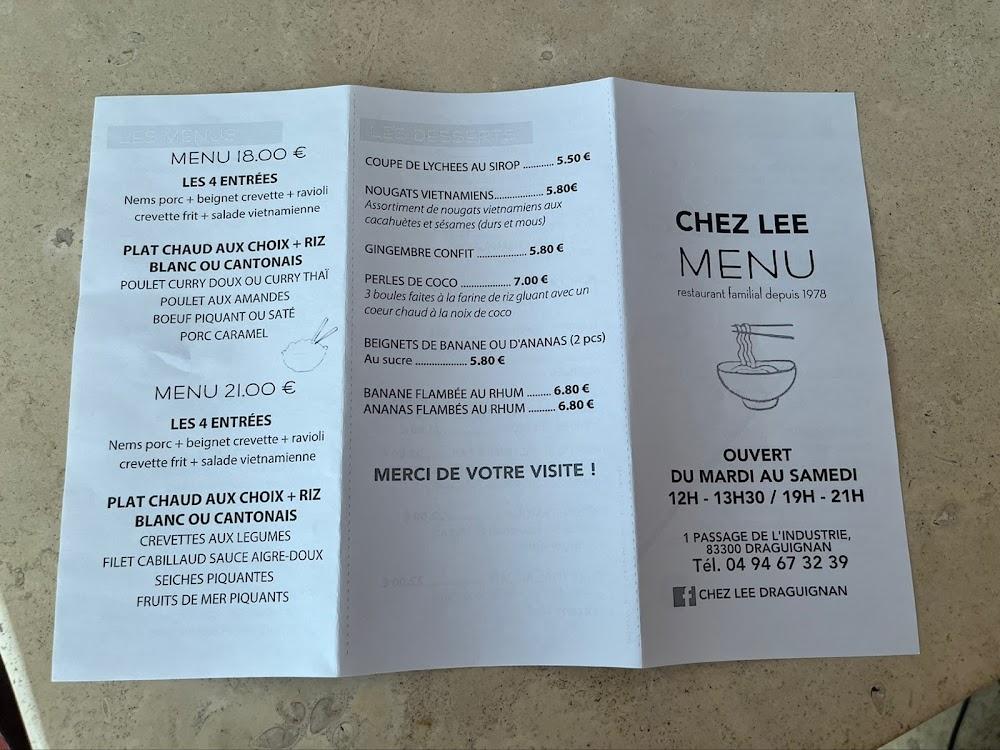 LES MENUS
MENU 18.00 €
LES 4 ENTRÉES
Nems porc + beignet crevette + ravioli
crevette frit + salade vietnamienne
PLAT CHAUD AUX CHOIX + RIZ
BLANC OU CANTONAIS
POULET CURRY DOUX OU CURRY THAÏ
POULET AUX AMANDES
BOEUF PIQUANT OU SATÉ
PORC CARAMEL
MENU 21.00 €
LES 4 ENTRÉES
Nems porc + beignet crevette + ravioli
crevette frit + salade vietnamienne
PLAT CHAUD AUX CHOIX + RIZ
BLANC OU CANTONAIS
CREVETTES AUX LEGUMES
FILET CABILLAUD SAUCE AIGRE-DOUX
SEICHES PIQUANTES
FRUITS DE MER PIQUANTS
LES DESSERTS
COUPE DE LYCHEES AU SIROP ........... 5.50 €
NOUGATS VIETNAMIENS.................. 5.80€
Assortiment de nougats vietnamiens aux
cacahuètes et sésames (durs et mous)
GINGEMBRE CONFIT .................. 5.80 €
PERLES DE COCO .................. 7.00 €
3 boules faites à la farine de riz gluant avec un
coeur chaud à la noix de coco
BEIGNETS DE BANANE OU D'ANANAS (2 pcs)
Au sucre .................. 5.80 €
BANANE FLAMBÉE AU RHUM ......... 6.80 €
ANANAS FLAMBÉS AU RHUM .......... 6.80 €
MERCI DE VOTRE VISITE !
CHEZ LEE
MENU
restaurant familial depuis 1978
OUVERT
DU MARDI AU SAMEDI
12H - 13H30 / 19H - 21H
1 PASSAGE DE L'INDUSTRIE,
83300 DRAGUIGNAN
Tél. 04 94 67 32 39
f CHEZ LEE DRAGUIGNAN